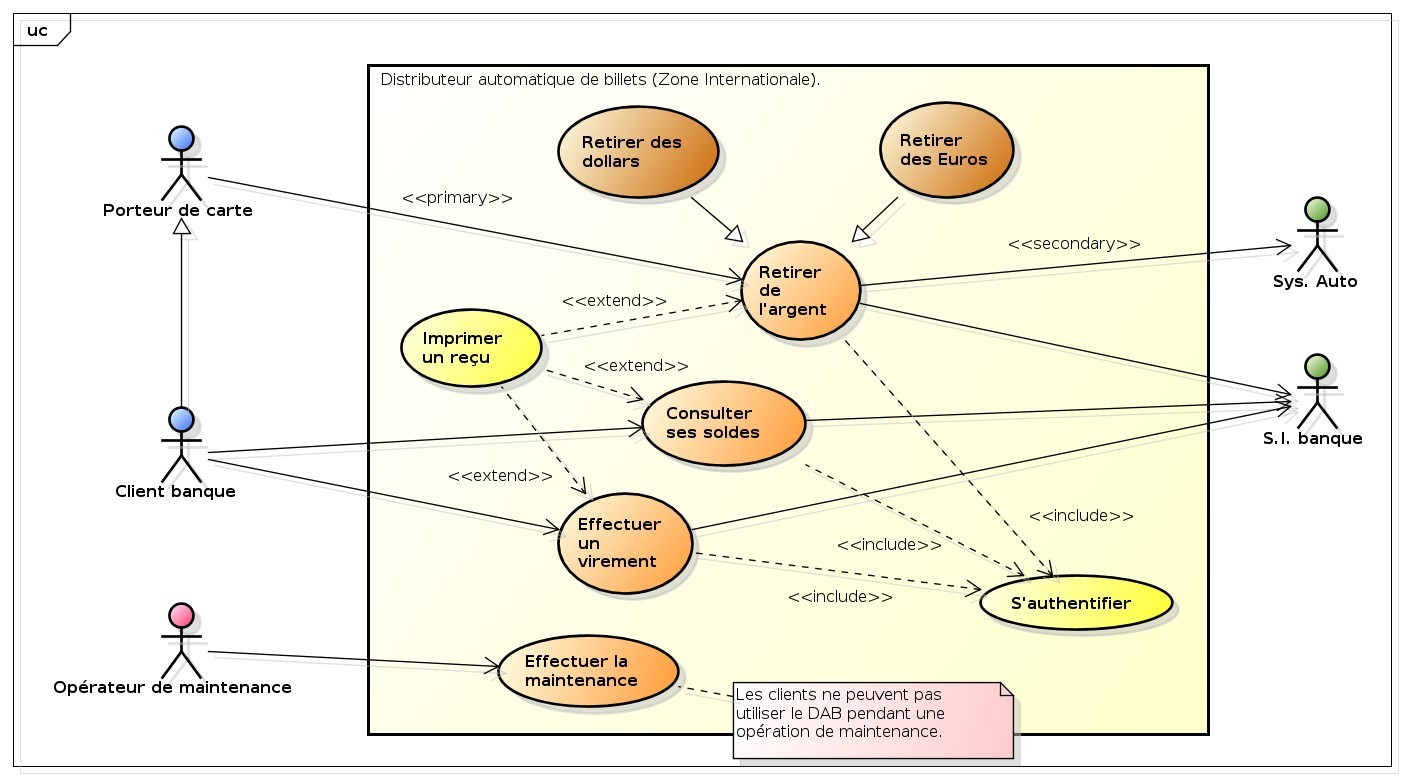 uc
Distributeur automatique de billets (Zone Internationale).
Retirer des
dollars
Retirer
des Euros
Porteur de carte
<<primary>>
<<secondary>>
Sys. Auto
Retirer
de
l'argent
<<extend>>
Imprimer
un reçu
<<extend>>
Consulter
ses soldes
S.I. banque
Client banque
<<extend>>
Effectuer
un
virement
<<include>>
<<include>>
<<include>>
S'authentifier
Opérateur de maintenance
Effectuer la
maintenance
Les clients ne peuvent pas
utiliser le DAB pendant une
opération de maintenance.